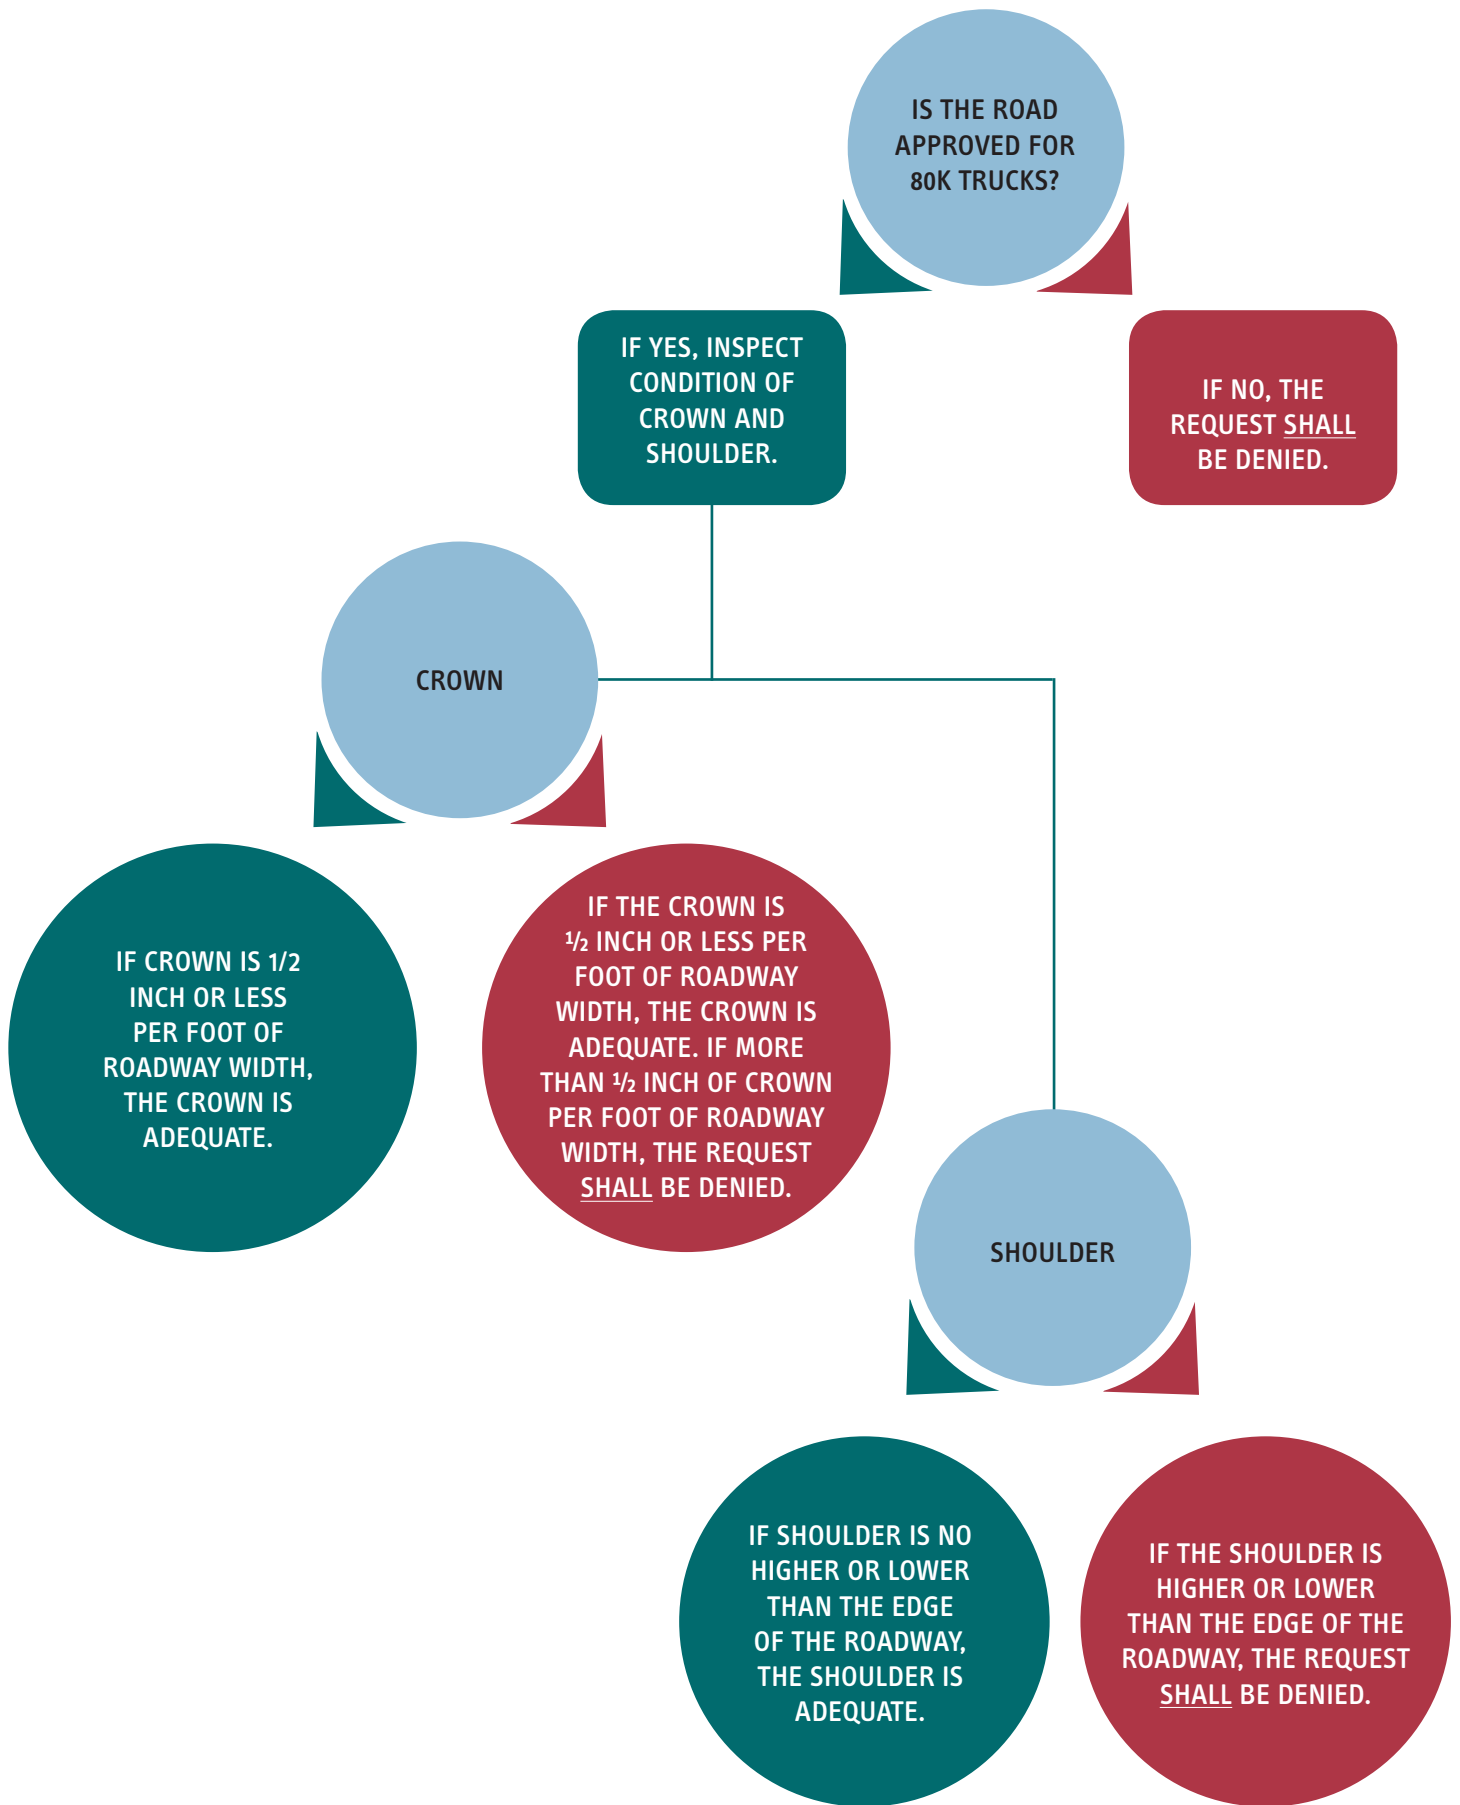 IS THE ROAD
APPROVED FOR
80K TRUCKS?
IF YES, INSPECT
CONDITION OF
CROWN AND
SHOULDER.
IF NO, THE
REQUEST SHALL
BE DENIED.
CROWN
IF CROWN IS 1/2
INCH OR LESS
PER FOOT OF
ROADWAY WIDTH,
THE CROWN IS
ADEQUATE.
IF THE CROWN IS
½ INCH OR LESS PER
FOOT OF ROADWAY
WIDTH, THE CROWN IS
ADEQUATE. IF MORE
THAN ½ INCH OF CROWN
PER FOOT OF ROADWAY
WIDTH, THE REQUEST
SHALL BE DENIED.
SHOULDER
IF SHOULDER IS NO
HIGHER OR LOWER
THAN THE EDGE
OF THE ROADWAY,
THE SHOULDER IS
ADEQUATE.
IF THE SHOULDER IS
HIGHER OR LOWER
THAN THE EDGE OF THE
ROADWAY, THE REQUEST
SHALL BE DENIED.